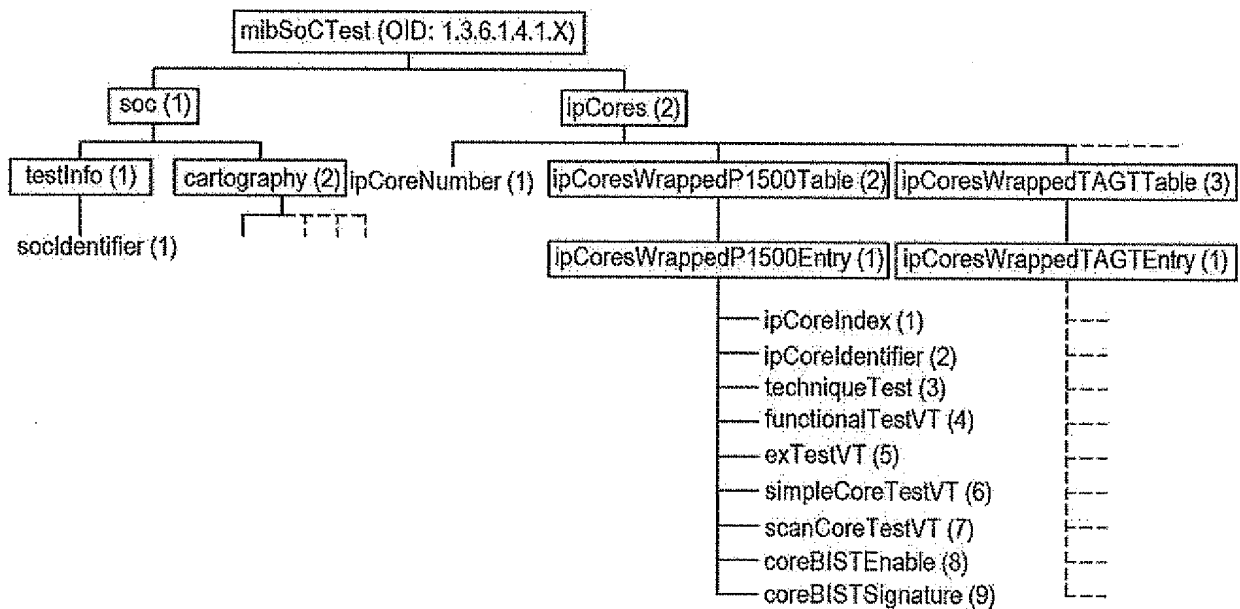 mibSoCTest (OID: 1.3.6.1.4.1.X)
soc (1)
ipCores (2)
testInfo (1)
cartography (2)
ipCoreNumber (1)
ipCoresWrappedP1500Table (2)
ipCoresWrappedTAGTTable (3)
socIdentifier (1)
ipCoresWrappedP1500Entry (1)
ipCoresWrappedTAGTEntry (1)
ipCoreIndex (1)
ipCoreIdentifier (2)
techniqueTest (3)
functionalTestVT (4)
exTestVT (5)
simpleCoreTestVT (6)
scanCoreTestVT (7)
coreBISTEnable (8)
coreBISTSignature (9)